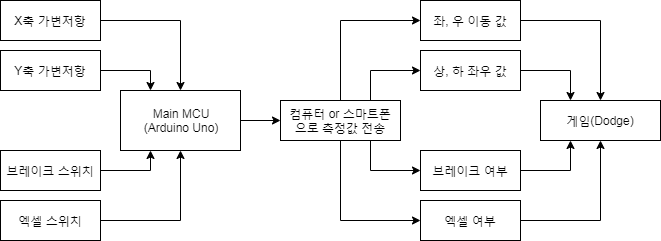 X축 가변저항
Y축 가변저항
브레이크 스위치
엑셀 스위치
Main MCU
(Arduino Uno)
컴퓨터 or 스마트폰
으로 측정값 전송
좌, 우 이동 값
상, 하 좌우 값
브레이크 여부
엑셀 여부
게임(Dodge)